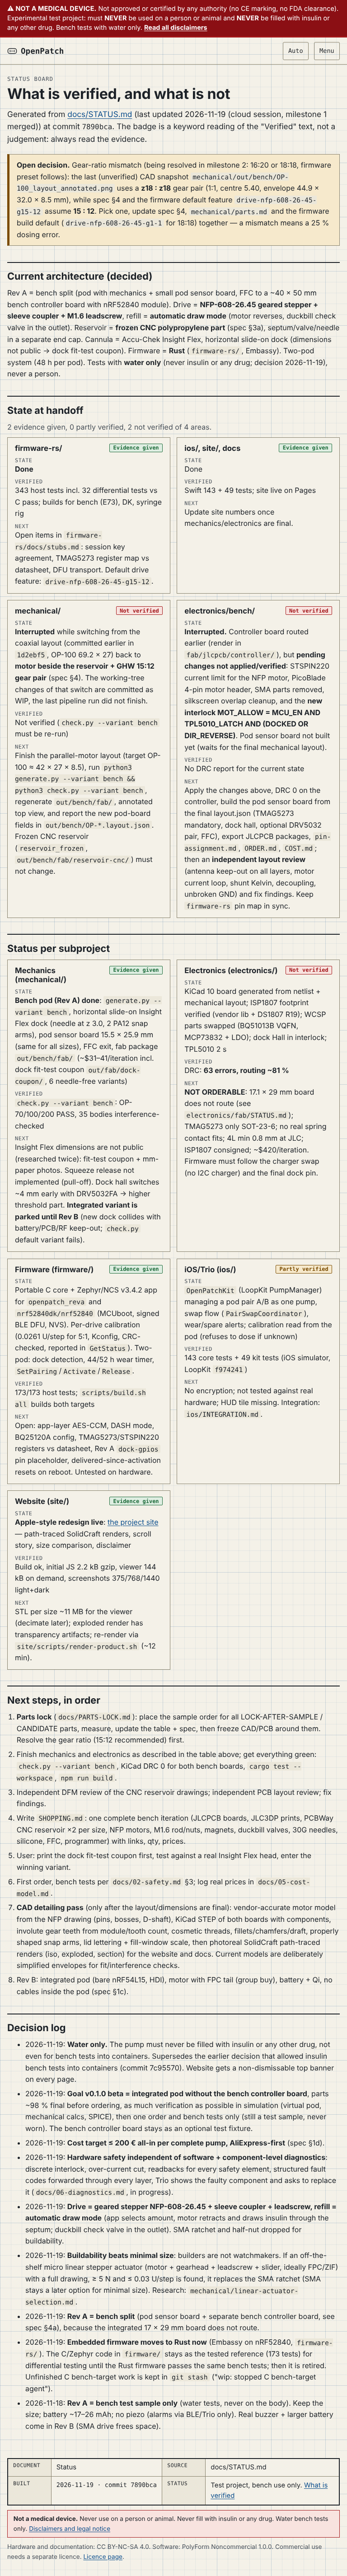 ⚠ NOT A MEDICAL DEVICE. Not approved or certified by any authority (no CE marking, no FDA clearance).
Experimental test project: must NEVER be used on a person or animal and NEVER be filled with insulin or
any other drug. Bench tests with water only. Read all disclaimers
OpenPatch
Auto
Menu
STATUS BOARD
What is verified, and what is not
Generated from docs/STATUS.md (last updated 2026-11-19 (cloud session, milestone 1
merged)) at commit 7890bca. The badge is a keyword reading of the "Verified" text, not a
judgement: always read the evidence.
Open decision. Gear-ratio mismatch (being resolved in milestone 2: 16:20 or 18:18, firmware
preset follows): the last (unverified) CAD snapshot mechanical/out/bench/OP-
100_layout_annotated.png uses a z18 : z18 gear pair (1:1, centre 5.40, envelope 44.9 ×
32.0 × 8.5 mm), while spec §4 and the firmware default feature drive-nfp-608-26-45-
g15-12 assume 15 : 12. Pick one, update spec §4, mechanical/parts.md and the firmware
build default (drive-nfp-608-26-45-g1-1 for 18:18) together — a mismatch means a 25 %
dosing error.
Current architecture (decided)
Rev A = bench split (pod with mechanics + small pod sensor board, FFC to a ~40 × 50 mm
bench controller board with nRF52840 module). Drive = NFP-608-26.45 geared stepper +
sleeve coupler + M1.6 leadscrew, refill = automatic draw mode (motor reverses, duckbill check
valve in the outlet). Reservoir = frozen CNC polypropylene part (spec §3a), septum/valve/needle
in a separate end cap. Cannula = Accu-Chek Insight Flex, horizontal slide-on dock (dimensions
not public → dock fit-test coupon). Firmware = Rust (firmware-rs/, Embassy). Two-pod
system (48 h per pod). Tests with water only (never insulin or any drug; decision 2026-11-19),
never a person.
State at handoff
2 evidence given, 0 partly verified, 2 not verified of 4 areas.
firmware-rs/
Evidence given
STATE
Done
VERIFIED
343 host tests incl. 32 differential tests vs
C pass; builds for bench (E73), DK, syringe
rig
NEXT
Open items in firmware-
rs/docs/stubs.md: session key
agreement, TMAG5273 register map vs
datasheet, DFU transport. Default drive
feature: drive-nfp-608-26-45-g15-12.
ios/, site/, docs
Evidence given
STATE
Done
VERIFIED
Swift 143 + 49 tests; site live on Pages
NEXT
Update site numbers once
mechanics/electronics are final.
mechanical/
Not verified
STATE
Interrupted while switching from the
coaxial layout (committed earlier in
1d2ebf5, OP-100 69.2 × 27) back to
motor beside the reservoir + GHW 15:12
gear pair (spec §4). The working-tree
changes of that switch are committed as
WIP, the last pipeline run did not finish.
VERIFIED
Not verified (check.py --variant bench
must be re-run)
NEXT
Finish the parallel-motor layout (target OP-
100 ≈ 42 × 27 × 8.5), run python3
generate.py --variant bench &&
python3 check.py --variant bench,
regenerate out/bench/fab/, annotated
top view, and report the new pod-board
fields in out/bench/OP-*.layout.json.
Frozen CNC reservoir
(reservoir_frozen,
out/bench/fab/reservoir-cnc/) must
not change.
electronics/bench/
Not verified
STATE
Interrupted. Controller board routed
earlier (render in
fab/jlcpcb/controller/), but pending
changes not applied/verified: STSPIN220
current limit for the NFP motor, PicoBlade
4-pin motor header, SMA parts removed,
silkscreen overlap cleanup, and the new
interlock MOT_ALLOW = MCU_EN AND
TPL5010_LATCH AND (DOCKED OR
DIR_REVERSE). Pod sensor board not built
yet (waits for the final mechanical layout).
VERIFIED
No DRC report for the current state
NEXT
Apply the changes above, DRC 0 on the
controller, build the pod sensor board from
the final layout.json (TMAG5273
mandatory, dock hall, optional DRV5032
pair, FFC), export JLCPCB packages, pin-
assignment.md, ORDER.md, COST.md;
then an independent layout review
(antenna keep-out on all layers, motor
current loop, shunt Kelvin, decoupling,
unbroken GND) and fix findings. Keep
firmware-rs pin map in sync.
Status per subproject
Mechanics
(mechanical/)
Evidence given
STATE
Bench pod (Rev A) done: generate.py --
variant bench, horizontal slide-on Insight
Flex dock (needle at z 3.0, 2 PA12 snap
arms), pod sensor board 15.5 × 25.9 mm
(same for all sizes), FFC exit, fab package
out/bench/fab/ (~$31–41/iteration incl.
dock fit-test coupon out/fab/dock-
coupon/, 6 needle-free variants)
VERIFIED
check.py --variant bench: OP-
70/100/200 PASS, 35 bodies interference-
checked
NEXT
Insight Flex dimensions are not public
(researched twice): fit-test coupon + mm-
paper photos. Squeeze release not
implemented (pull-off). Dock hall switches
~4 mm early with DRV5032FA → higher
threshold part. Integrated variant is
parked until Rev B (new dock collides with
battery/PCB/RF keep-out; check.py
default variant fails).
Electronics (electronics/)
Not verified
STATE
KiCad 10 board generated from netlist +
mechanical layout; ISP1807 footprint
verified (vendor lib + DS1807 R19); WCSP
parts swapped (BQ51013B VQFN,
MCP73832 + LDO); dock Hall in interlock;
TPL5010 2 s
VERIFIED
DRC: 63 errors, routing ~81 %
NEXT
NOT ORDERABLE: 17.1 × 29 mm board
does not route (see
electronics/fab/STATUS.md);
TMAG5273 only SOT-23-6; no real spring
contact fits; 4L min 0.8 mm at JLC;
ISP1807 consigned; ~$420/iteration.
Firmware must follow the charger swap
(no I2C charger) and the final dock pin.
Firmware (firmware/)
Evidence given
STATE
Portable C core + Zephyr/NCS v3.4.2 app
for openpatch_reva and
nrf52840dk/nrf52840 (MCUboot, signed
BLE DFU, NVS). Per-drive calibration
(0.0261 U/step for 5:1, Kconfig, CRC-
checked, reported in GetStatus). Two-
pod: dock detection, 44/52 h wear timer,
SetPairing / Activate / Release.
VERIFIED
173/173 host tests; scripts/build.sh
all builds both targets
NEXT
Open: app-layer AES-CCM, DASH mode,
BQ25120A config, TMAG5273/STSPIN220
registers vs datasheet, Rev A dock-gpios
pin placeholder, delivered-since-activation
resets on reboot. Untested on hardware.
iOS/Trio (ios/)
Partly verified
STATE
OpenPatchKit (LoopKit PumpManager)
managing a pod pair A/B as one pump,
swap flow (PairSwapCoordinator),
wear/spare alerts; calibration read from the
pod (refuses to dose if unknown)
VERIFIED
143 core tests + 49 kit tests (iOS simulator,
LoopKit f974241)
NEXT
No encryption; not tested against real
hardware; HUD tile missing. Integration:
ios/INTEGRATION.md.
Website (site/)
Evidence given
STATE
Apple-style redesign live: the project site
— path-traced SolidCraft renders, scroll
story, size comparison, disclaimer
VERIFIED
Build ok, initial JS 2.2 kB gzip, viewer 144
kB on demand, screenshots 375/768/1440
light+dark
NEXT
STL per size ~11 MB for the viewer
(decimate later); exploded render has
transparency artifacts; re-render via
site/scripts/render-product.sh (~12
min).
Next steps, in order
1. Parts lock (docs/PARTS-LOCK.md): place the sample order for all LOCK-AFTER-SAMPLE /
CANDIDATE parts, measure, update the table + spec, then freeze CAD/PCB around them.
Resolve the gear ratio (15:12 recommended) first.
2. Finish mechanical and electronics as described in the table above; get everything green:
check.py --variant bench, KiCad DRC 0 for both bench boards, cargo test --
workspace, npm run build.
3. Independent DFM review of the CNC reservoir drawings; independent PCB layout review; fix
findings.
4. Write SHOPPING.md: one complete bench iteration (JLCPCB boards, JLC3DP prints, PCBWay
CNC reservoir ×2 per size, NFP motors, M1.6 rod/nuts, magnets, duckbill valves, 30G needles,
silicone, FFC, programmer) with links, qty, prices.
5. User: print the dock fit-test coupon first, test against a real Insight Flex head, enter the
winning variant.
6. First order, bench tests per docs/02-safety.md §3; log real prices in docs/05-cost-
model.md.
7. CAD detailing pass (only after the layout/dimensions are final): vendor-accurate motor model
from the NFP drawing (pins, bosses, D-shaft), KiCad STEP of both boards with components,
involute gear teeth from module/tooth count, cosmetic threads, fillets/chamfers/draft, properly
shaped snap arms, lid lettering + fill-window scale, then photoreal SolidCraft path-traced
renders (iso, exploded, section) for the website and docs. Current models are deliberately
simplified envelopes for fit/interference checks.
8. Rev B: integrated pod (bare nRF54L15, HDI), motor with FPC tail (group buy), battery + Qi, no
cables inside the pod (spec §1c).
Decision log
• 2026-11-19: Water only. The pump must never be filled with insulin or any other drug, not
even for bench tests into containers. Supersedes the earlier decision that allowed insulin
bench tests into containers (commit 7c95570). Website gets a non-dismissable top banner
on every page.
• 2026-11-19: Goal v0.1.0 beta = integrated pod without the bench controller board, parts
~98 % final before ordering, as much verification as possible in simulation (virtual pod,
mechanical calcs, SPICE), then one order and bench tests only (still a test sample, never
worn). The bench controller board stays as an optional test fixture.
• 2026-11-19: Cost target ≤ 200 € all-in per complete pump, AliExpress-first (spec §1d).
• 2026-11-19: Hardware safety independent of software + component-level diagnostics:
discrete interlock, over-current cut, readbacks for every safety element, structured fault
codes forwarded through every layer, Trio shows the faulty component and asks to replace
it (docs/06-diagnostics.md, in progress).
• 2026-11-19: Drive = geared stepper NFP-608-26.45 + sleeve coupler + leadscrew, refill =
automatic draw mode (app selects amount, motor retracts and draws insulin through the
septum; duckbill check valve in the outlet). SMA ratchet and half-nut dropped for
buildability.
• 2026-11-19: Buildability beats minimal size: builders are not watchmakers. If an off-the-
shelf micro linear stepper actuator (motor + gearhead + leadscrew + slider, ideally FPC/ZIF)
with a full drawing, ≥ 5 N and ≤ 0.03 U/step is found, it replaces the SMA ratchet (SMA
stays a later option for minimal size). Research: mechanical/linear-actuator-
selection.md.
• 2026-11-19: Rev A = bench split (pod sensor board + separate bench controller board, see
spec §4a), because the integrated 17 × 29 mm board does not route.
• 2026-11-19: Embedded firmware moves to Rust now (Embassy on nRF52840, firmware-
rs/). The C/Zephyr code in firmware/ stays as the tested reference (173 tests) for
differential testing until the Rust firmware passes the same bench tests; then it is retired.
Unfinished C bench-target work is kept in git stash ("wip: stopped C bench-target
agent").
• 2026-11-18: Rev A = bench test sample only (water tests, never on the body). Keep the
size; battery ~17–26 mAh; no piezo (alarms via BLE/Trio only). Real buzzer + larger battery
come in Rev B (SMA drive frees space).
DOCUMENT
Status
SOURCE
docs/STATUS.md
BUILT
2026-11-19 · commit 7890bca
STATUS
Test project, bench use only. What is
verified
Not a medical device. Never use on a person or animal. Never fill with insulin or any drug. Water bench tests
only. Disclaimers and legal notice
Hardware and documentation: CC BY-NC-SA 4.0. Software: PolyForm Noncommercial 1.0.0. Commercial use
needs a separate licence. Licence page.